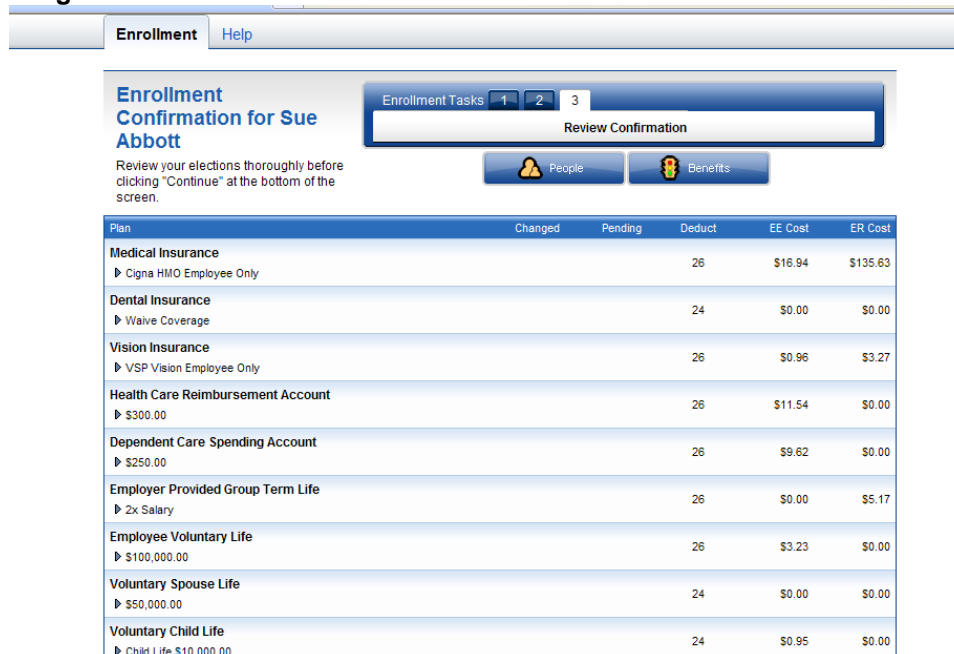 Enrollment Help
Enrollment
Confirmation for Sue
Abbott
Review your elections thoroughly before
clicking "Continue" at the bottom of the
screen.
Enrollment Tasks 1 2 3
Review Confirmation
People Benefits
Plan Changed Pending Deduct EE Cost ER Cost
Medical Insurance
Cigna HMO Employee Only 26 $16.94 $135.63
Dental Insurance
Waive Coverage 24 $0.00 $0.00
Vision Insurance
VSP Vision Employee Only 26 $0.96 $3.27
Health Care Reimbursement Account
$300.00 26 $11.54 $0.00
Dependent Care Spending Account
$250.00 26 $9.62 $0.00
Employer Provided Group Term Life
2x Salary 26 $0.00 $5.17
Employee Voluntary Life
$100,000.00 26 $3.23 $0.00
Voluntary Spouse Life
$50,000.00 24 $0.00 $0.00
Voluntary Child Life
Child Life $10,000.00 24 $0.95 $0.00